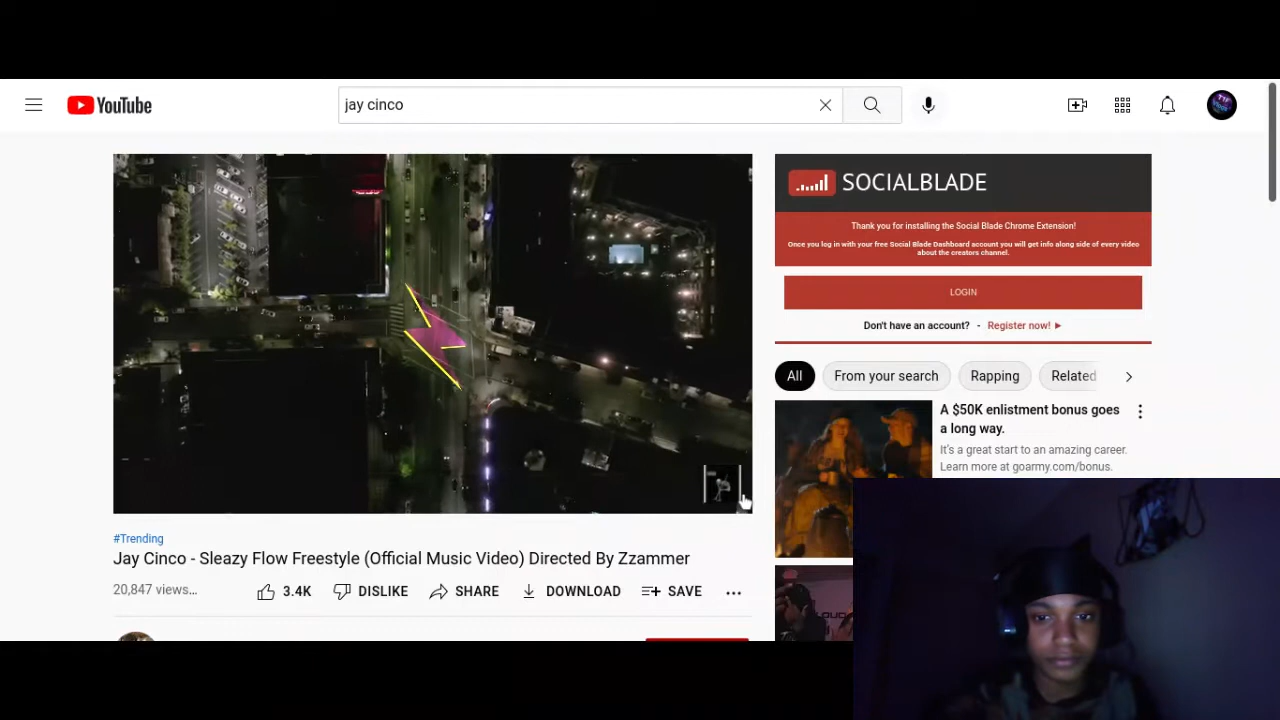 YouTube
jay cinco
SOCIALBLADE
Thank you for installing the Social Blade Chrome Extension!
Once you log in with your free Social Blade Dashboard account you will get info along side of every video
about the creators channel.
LOGIN
Don't have an account? - Register now! ►
All
From your search
Rapping
Related
A $50K enlistment bonus goes
a long way.
It's a great start to an amazing career.
Learn more at goarmy.com/bonus.
#Trending
Jay Cinco - Sleazy Flow Freestyle (Official Music Video) Directed By Zzammer
20,847 views...
3.4K
DISLIKE
SHARE
DOWNLOAD
SAVE